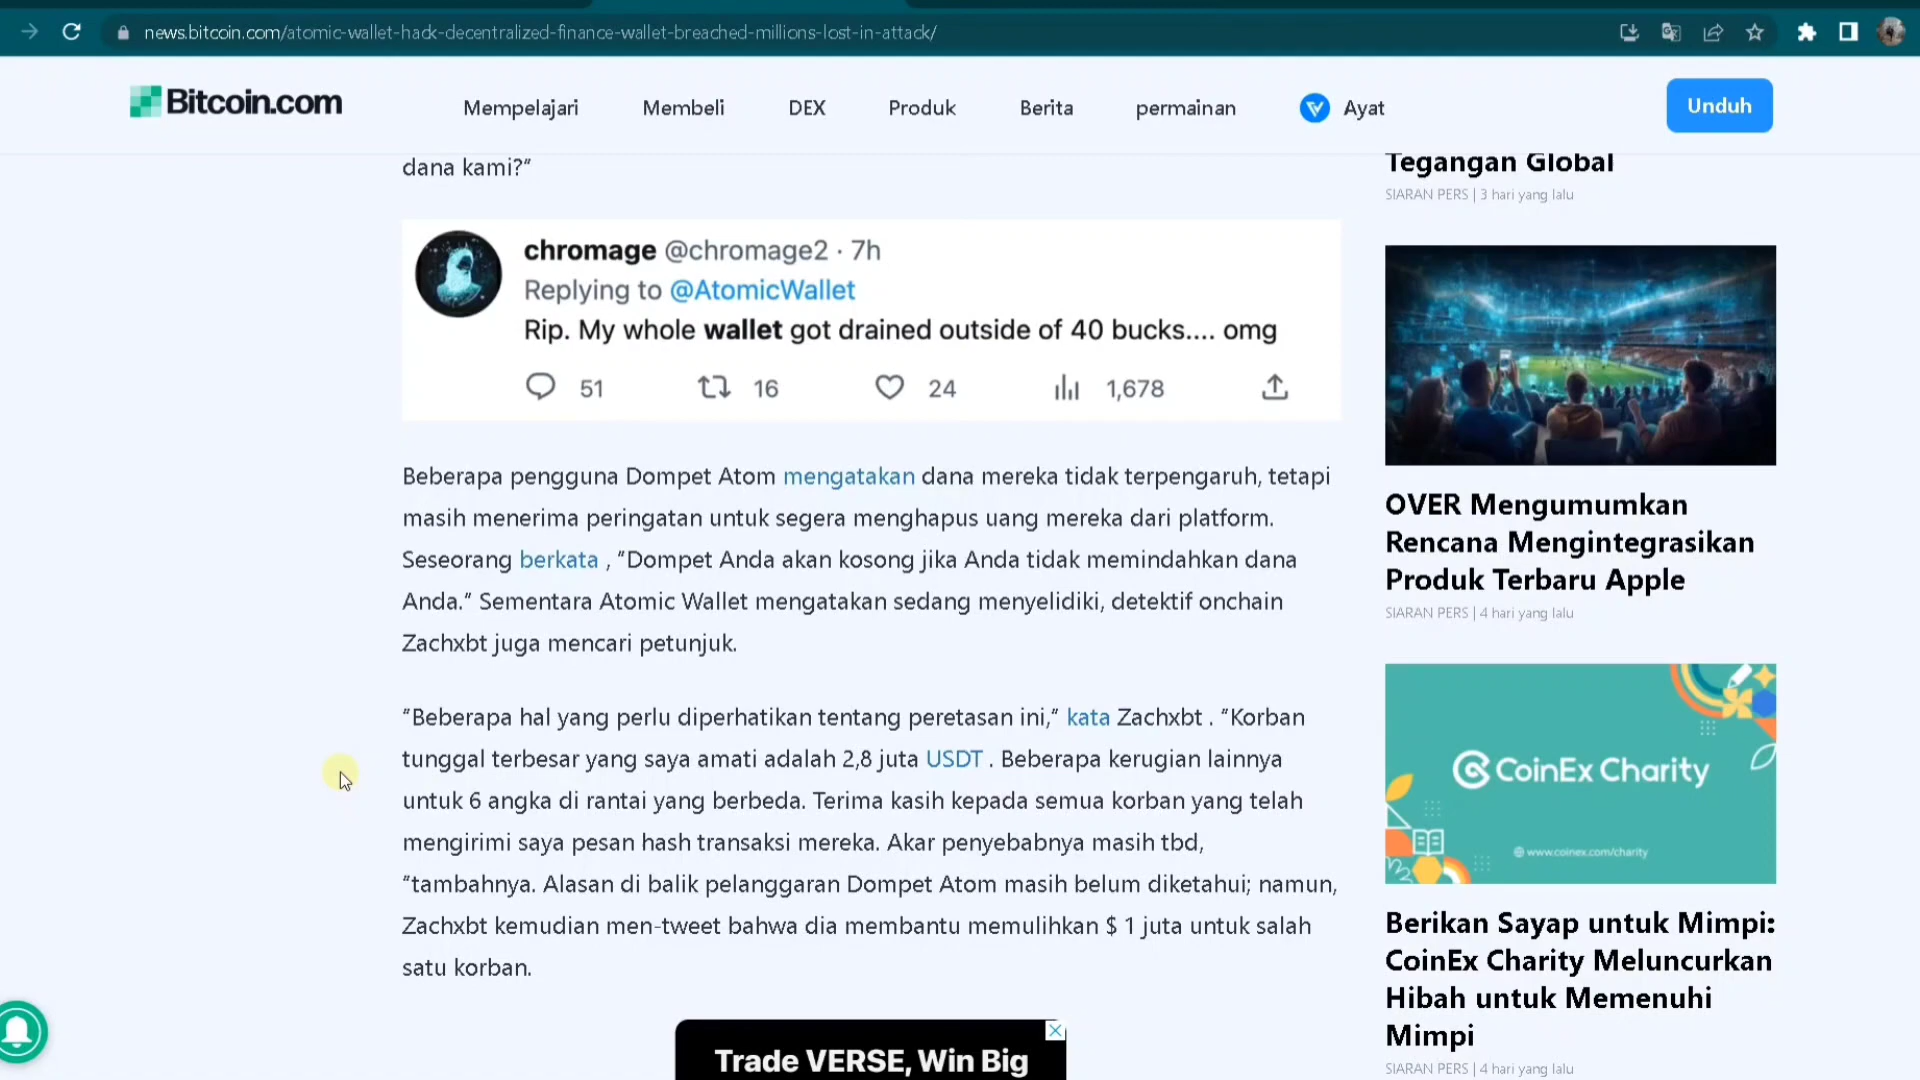 news.bitcoin.com/atomic-wallet-hack-decentralized-finance-wallet-breached-millions-lost-in-attack/
Bitcoin.com
Mempelajari
Membeli
DEX
Produk
Berita
permainan
Ayat
Unduh
dana kami?"
chromage @chromage2 · 7h
Replying to @AtomicWallet
Rip. My whole wallet got drained outside of 40 bucks.... omg
51 16 24 1,678
Beberapa pengguna Dompet Atom mengatakan dana mereka tidak terpengaruh, tetapi
masih menerima peringatan untuk segera menghapus uang mereka dari platform.
Seseorang berkata , "Dompet Anda akan kosong jika Anda tidak memindahkan dana
Anda." Sementara Atomic Wallet mengatakan sedang menyelidiki, detektif onchain
Zachxbt juga mencari petunjuk.
"Beberapa hal yang perlu diperhatikan tentang peretasan ini," kata Zachxbt . "Korban
tunggal terbesar yang saya amati adalah 2,8 juta USDT . Beberapa kerugian lainnya
untuk 6 angka di rantai yang berbeda. Terima kasih kepada semua korban yang telah
mengirimi saya pesan hash transaksi mereka. Akar penyebabnya masih tbd,
"tambahnya. Alasan di balik pelanggaran Dompet Atom masih belum diketahui; namun,
Zachxbt kemudian men-tweet bahwa dia membantu memulihkan $ 1 juta untuk salah
satu korban.
Trade VERSE, Win Big
Tegangan Global
SIARAN PERS | 3 hari yang lalu
OVER Mengumumkan
Rencana Mengintegrasikan
Produk Terbaru Apple
SIARAN PERS | 4 hari yang lalu
CoinEx Charity
www.coinex.com/charity
Berikan Sayap untuk Mimpi:
CoinEx Charity Meluncurkan
Hibah untuk Memenuhi
Mimpi
SIARAN PERS | 4 hari yang lalu